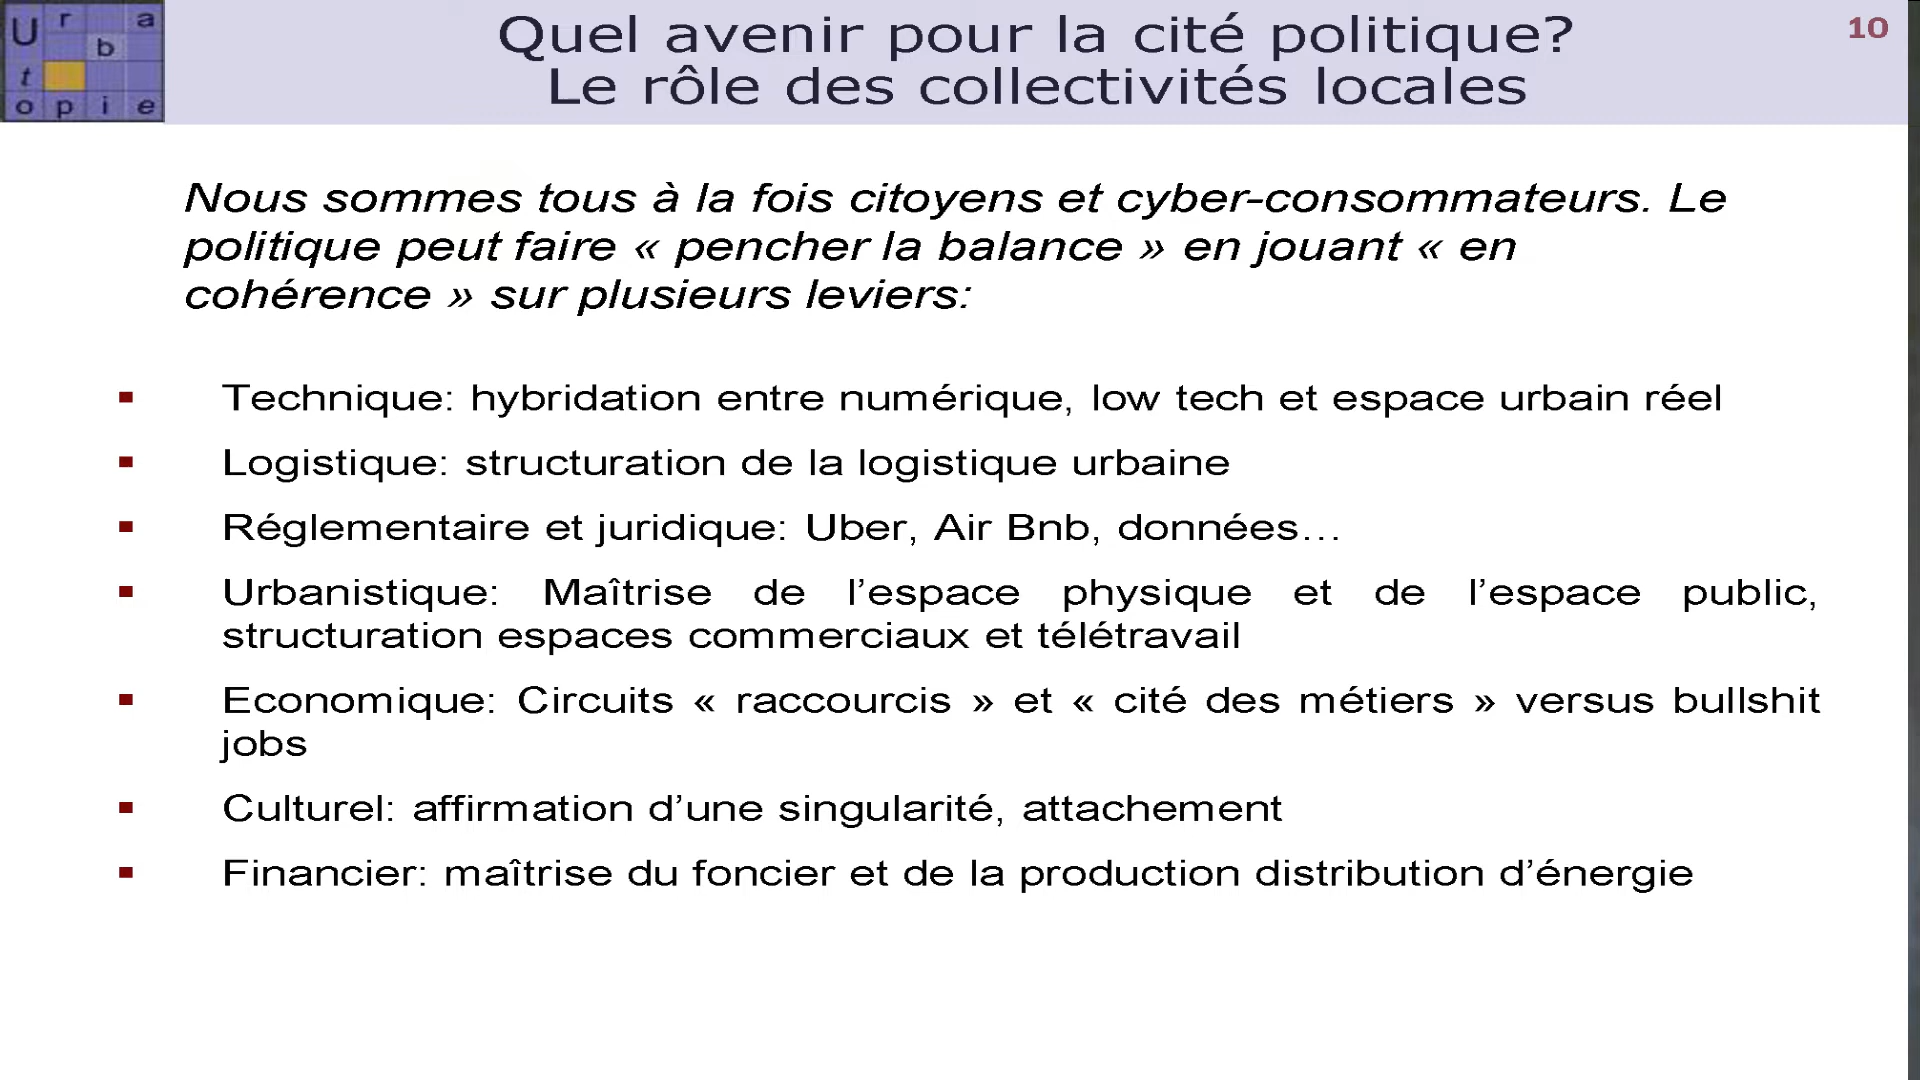 U r a
b
t
o p i e
Quel avenir pour la cité politique?
Le rôle des collectivités locales
10
Nous sommes tous à la fois citoyens et cyber-consommateurs. Le
politique peut faire « pencher la balance » en jouant « en
cohérence » sur plusieurs leviers:
▪ Technique: hybridation entre numérique, low tech et espace urbain réel
▪ Logistique: structuration de la logistique urbaine
▪ Réglementaire et juridique: Uber, Air Bnb, données…
▪ Urbanistique: Maîtrise de l’espace physique et de l’espace public,
structuration espaces commerciaux et télétravail
▪ Economique: Circuits « raccourcis » et « cité des métiers » versus bullshit
jobs
▪ Culturel: affirmation d’une singularité, attachement
▪ Financier: maîtrise du foncier et de la production distribution d’énergie